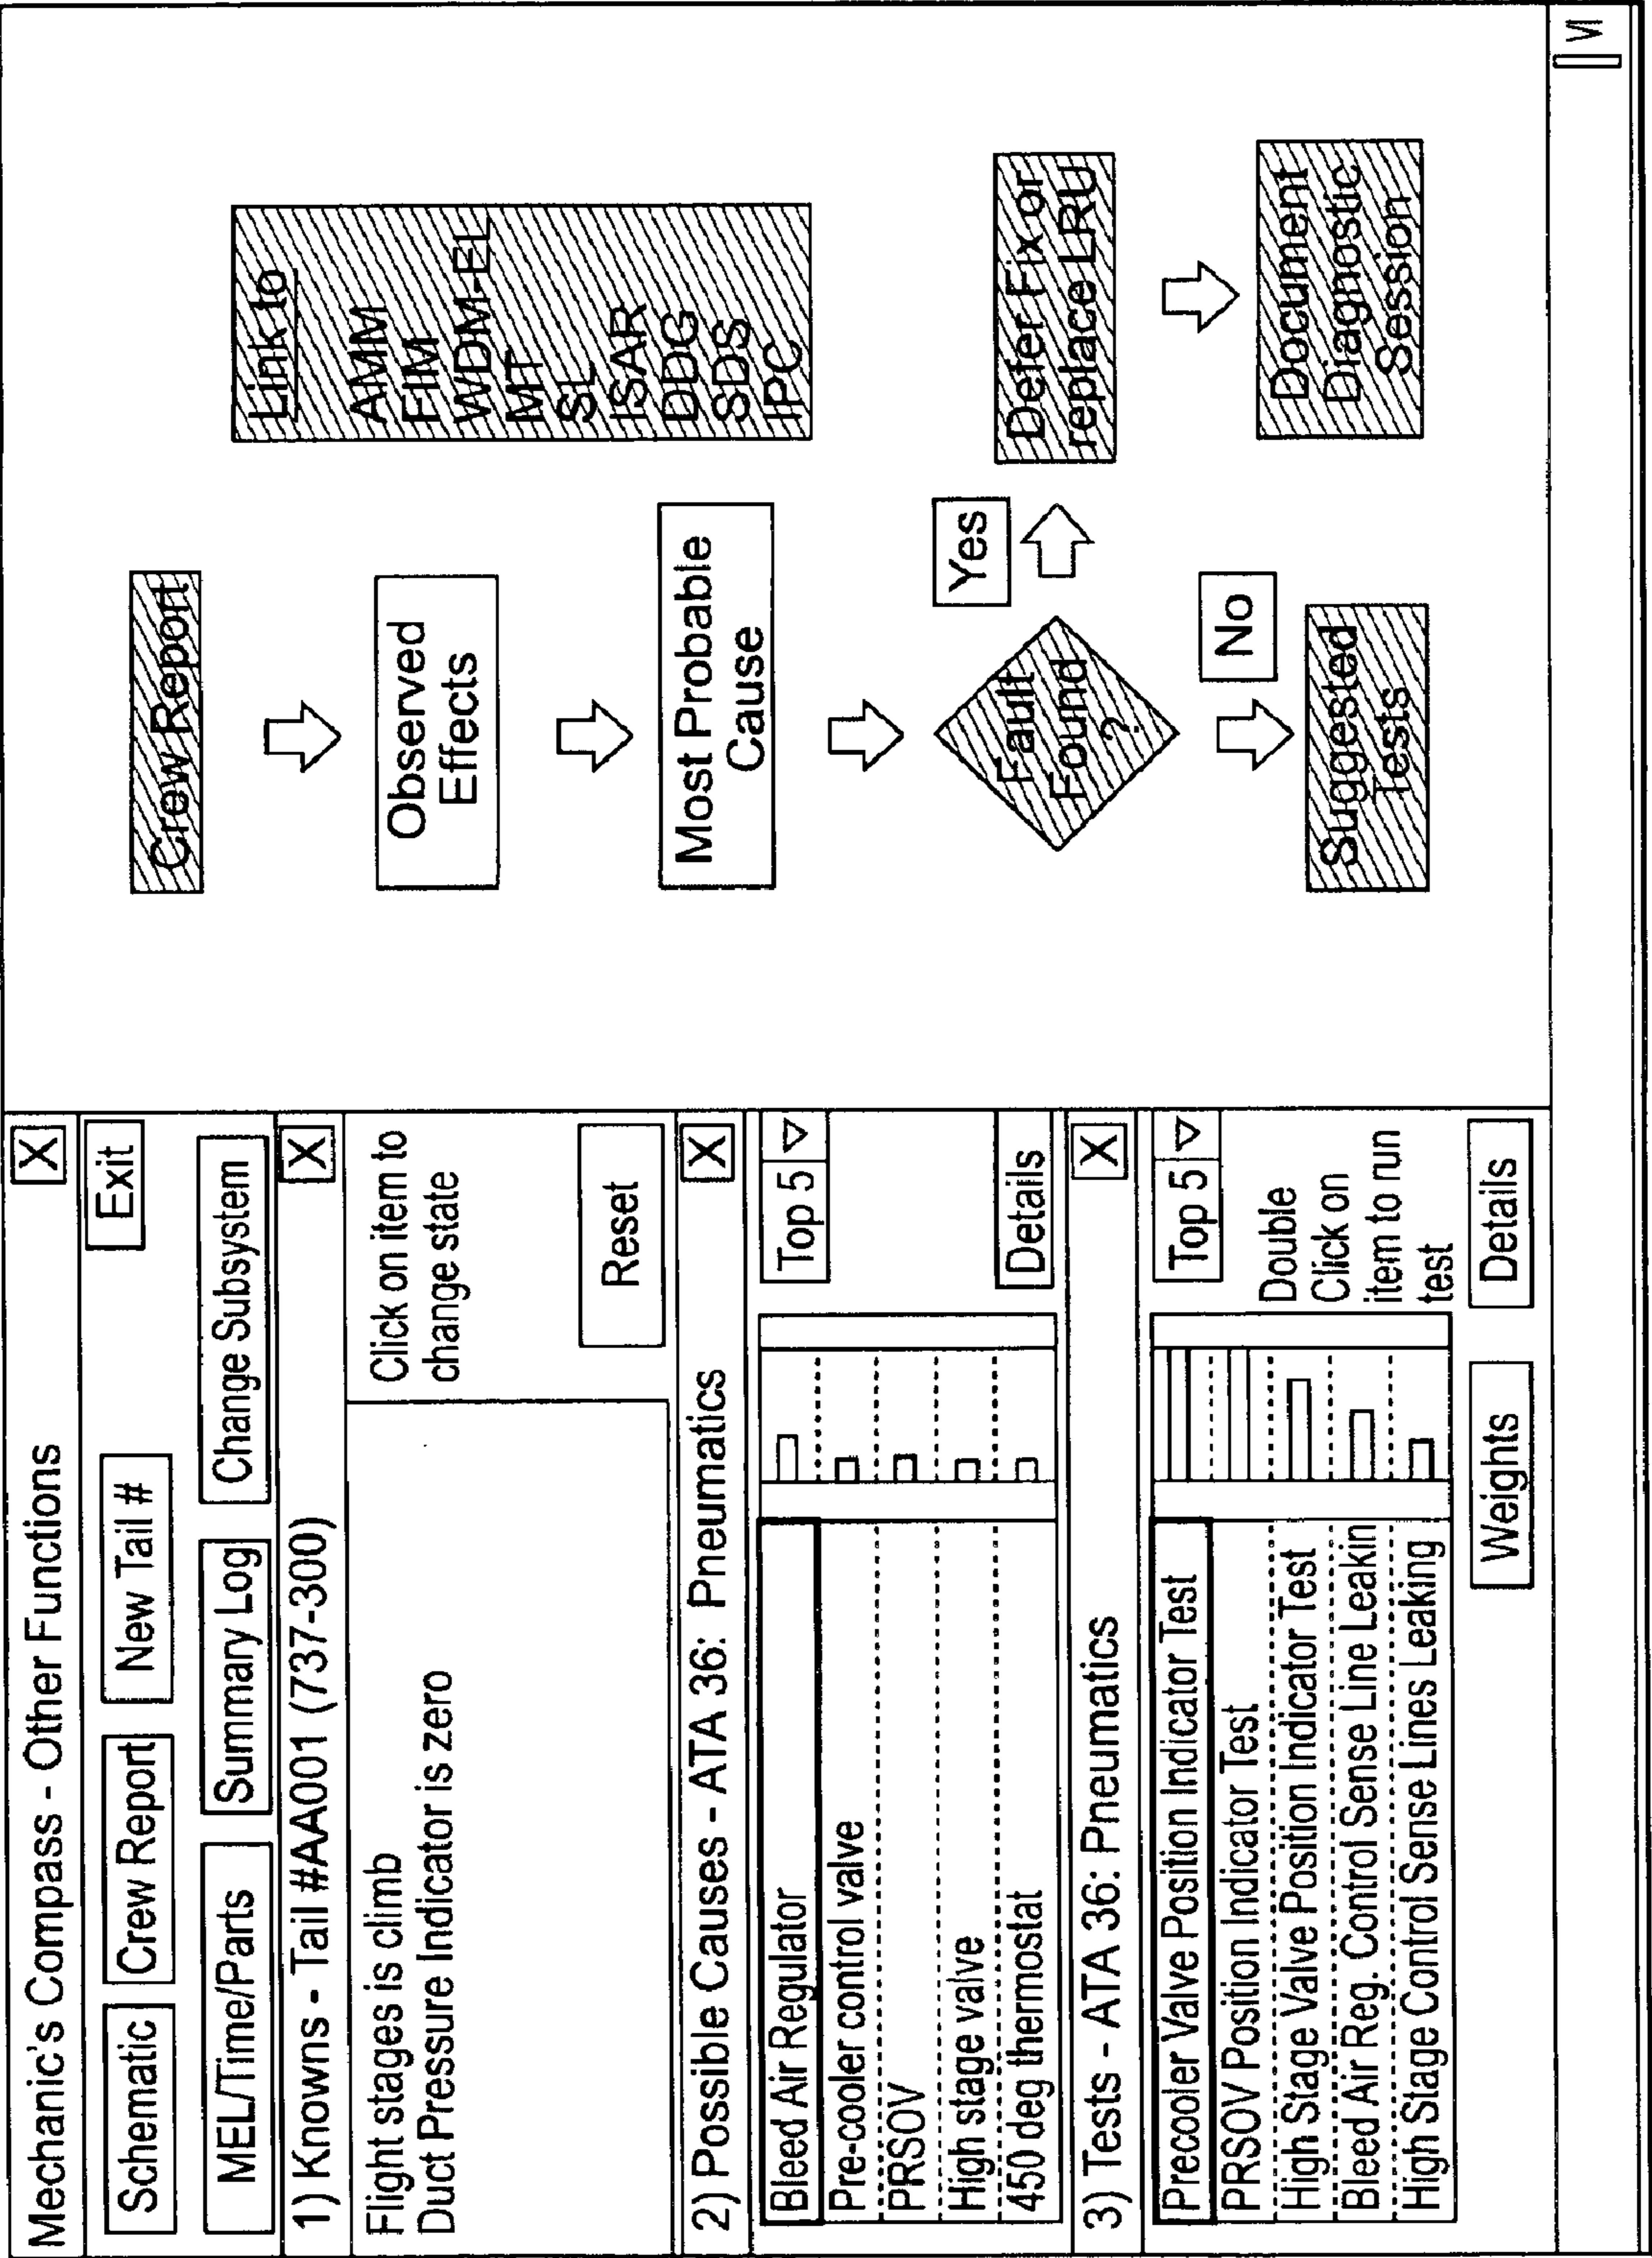 Mechanic's Compass - Other Functions
X
Schematic
Crew Report
New Tail #
Exit
MEL/Time/Parts
Summary Log
Change Subsystem
1) Knowns - Tail #AA001 (737-300)
X
Flight stages is climb
Duct Pressure Indicator is zero
Click on item to
change state
Reset
2) Possible Causes - ATA 36: Pneumatics
X
Bleed Air Regulator
Pre-cooler control valve
PRSOV
High stage valve
450 deg thermostat
Top 5
Details
3) Tests - ATA 36: Pneumatics
X
Precooler Valve Position Indicator Test
PRSOV Position Indicator Test
High Stage Valve Position Indicator Test
Bleed Air Reg. Control Sense Line Leakin
High Stage Control Sense Lines Leaking
Top 5
Double
Click on
item to run
test
Weights
Details
Crew Report
Observed
Effects
Most Probable
Cause
Fault
Found
?
Yes
No
Suggested
Tests
Link to
AMM
FIM
WDM-EL
MT
SL
ISAR
DDG
SDS
IPC
Defer Fix or
replace LRU
Document
Diagnostic
Session